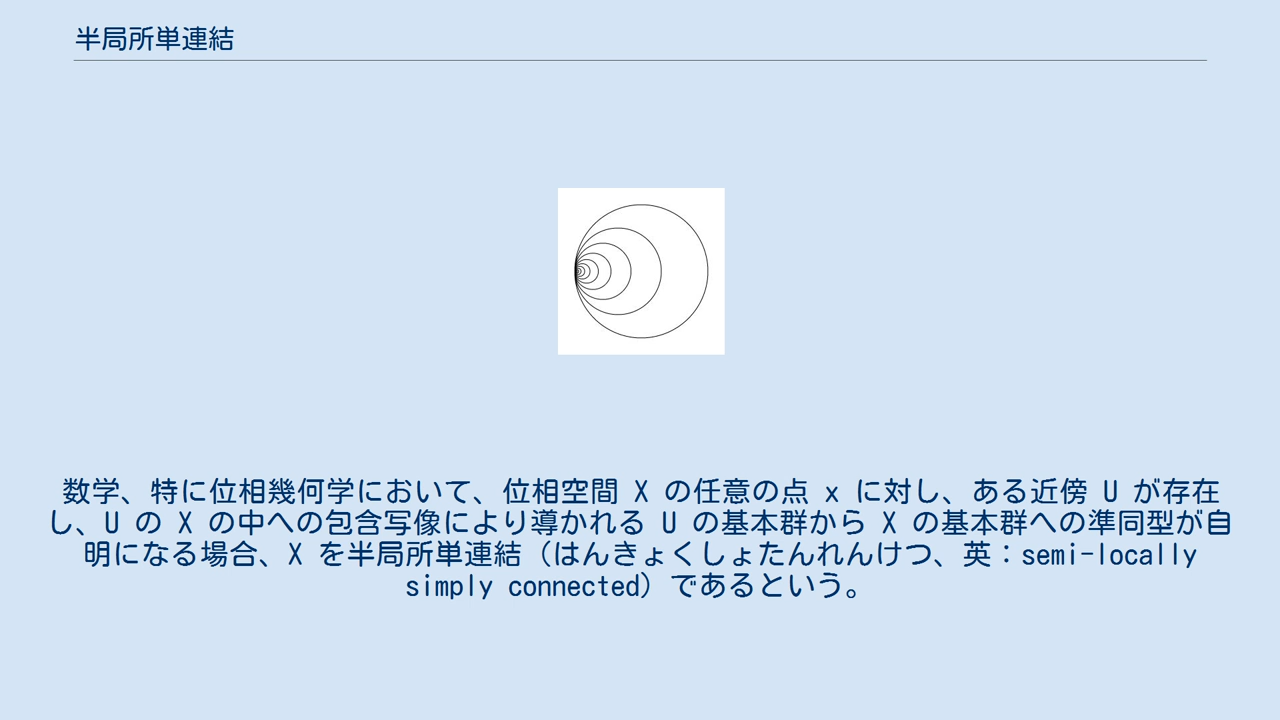 半局所単連結
数学、特に位相幾何学において、位相空間 X の任意の点 x に対し、ある近傍 U が存在
し、U の X の中への包含写像により導かれる U の基本群から X の基本群への準同型が自
明になる場合、X を半局所単連結（はんきょくしょたんれんけつ、英：semi-locally
simply connected）であるという。